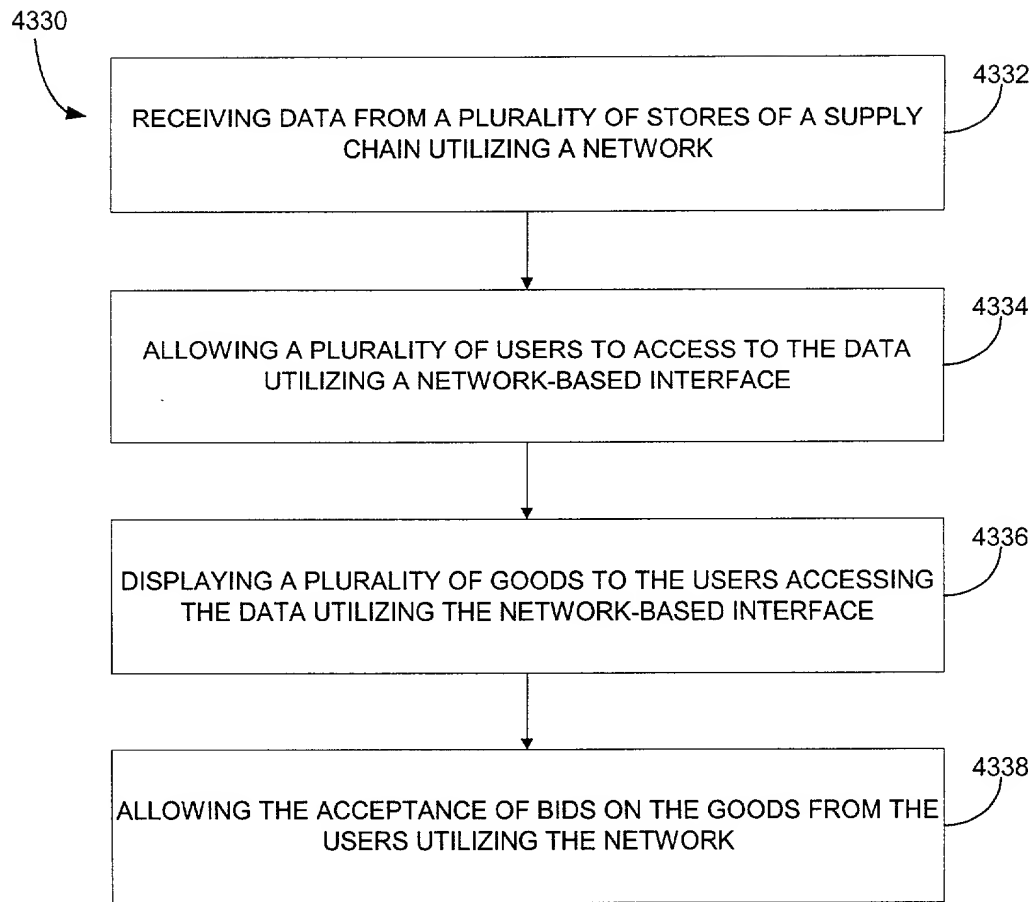 4330
4332
RECEIVING DATA FROM A PLURALITY OF STORES OF A SUPPLY
CHAIN UTILIZING A NETWORK
4334
ALLOWING A PLURALITY OF USERS TO ACCESS TO THE DATA
UTILIZING A NETWORK-BASED INTERFACE
4336
DISPLAYING A PLURALITY OF GOODS TO THE USERS ACCESSING
THE DATA UTILIZING THE NETWORK-BASED INTERFACE
4338
ALLOWING THE ACCEPTANCE OF BIDS ON THE GOODS FROM THE
USERS UTILIZING THE NETWORK